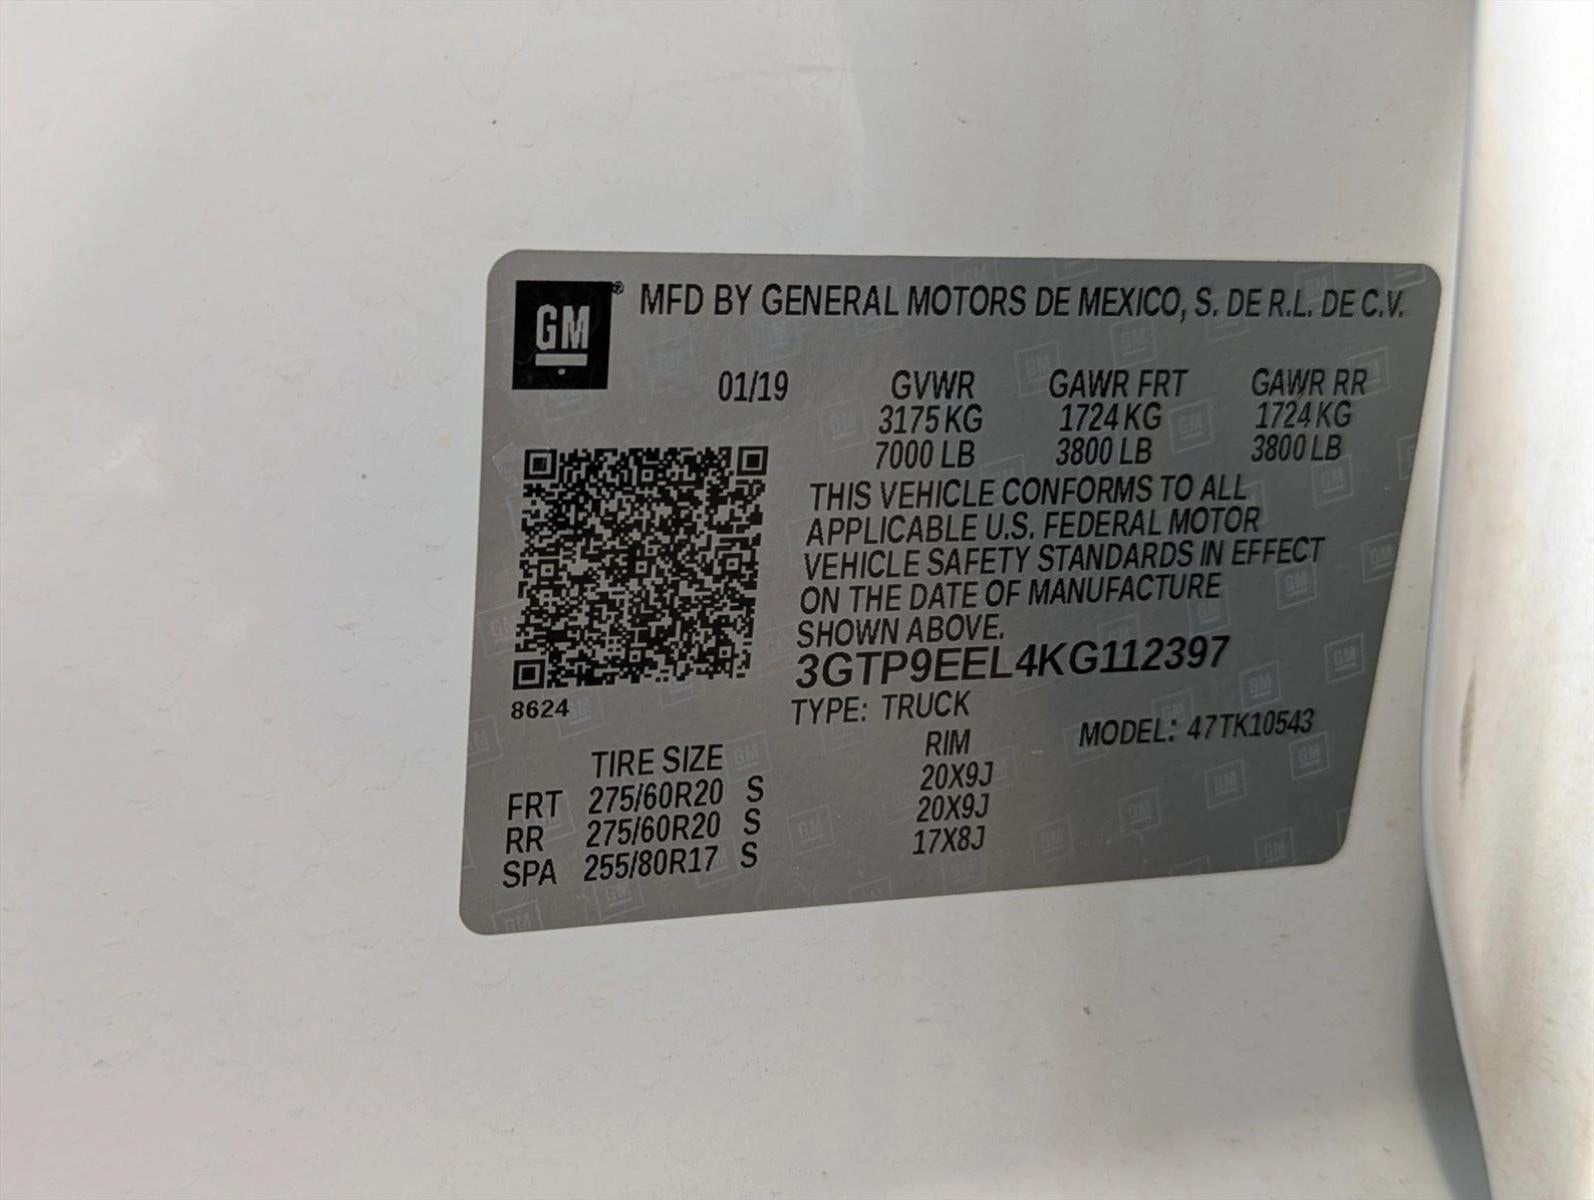 GM ® MFD BY GENERAL MOTORS DE MEXICO, S. DE R.L. DE C.V.
01/19 GVWR GAWR FRT GAWR RR
3175 KG 1724 KG 1724 KG
7000 LB 3800 LB 3800 LB
THIS VEHICLE CONFORMS TO ALL
APPLICABLE U.S. FEDERAL MOTOR
VEHICLE SAFETY STANDARDS IN EFFECT
ON THE DATE OF MANUFACTURE
SHOWN ABOVE.
3GTP9EEL4KG112397
8624
TYPE: TRUCK MODEL: 47TK10543
TIRE SIZE RIM
FRT 275/60R20 S 20X9J
RR 275/60R20 S 20X9J
SPA 255/80R17 S 17X8J